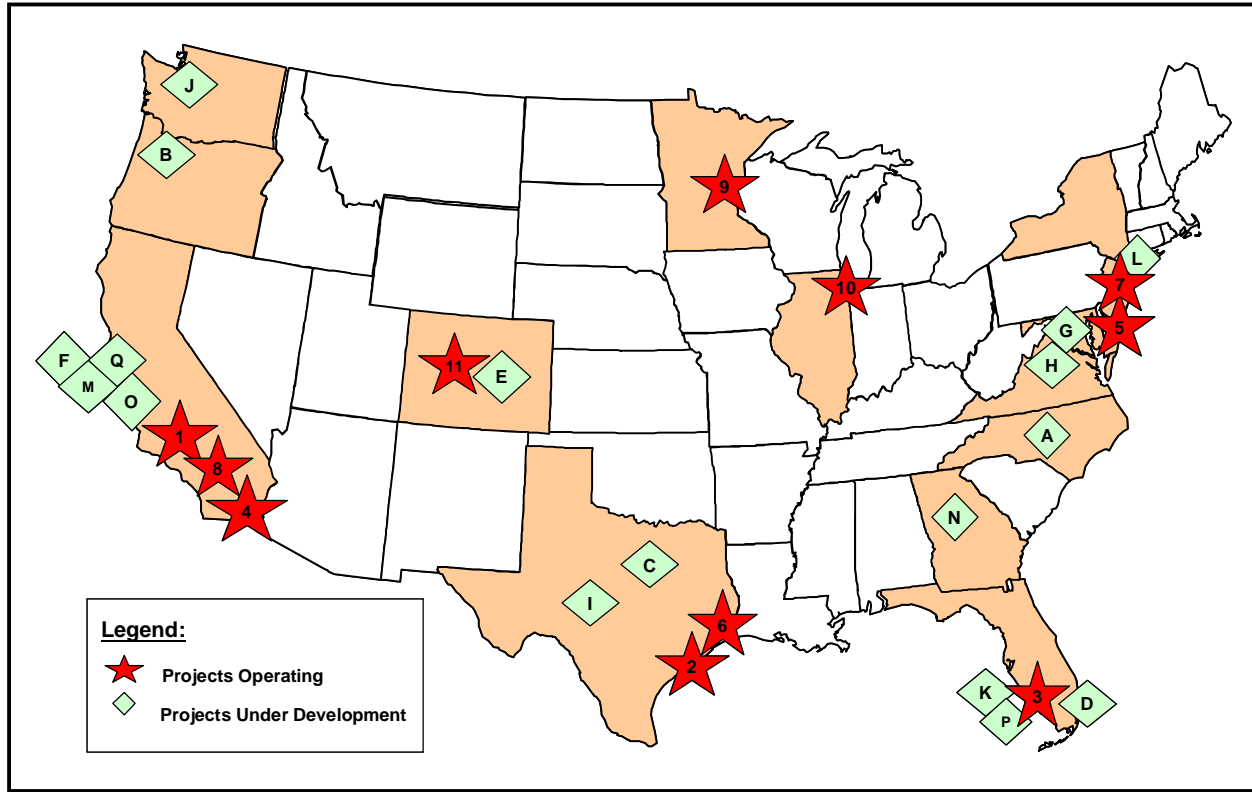 J
B
9
L
10
7
G
5
F
Q
H
11
E
M
O
1
A
8
4
N
C
I
6
2
K
3
D
P
Legend:
Projects Operating
Projects Under Development